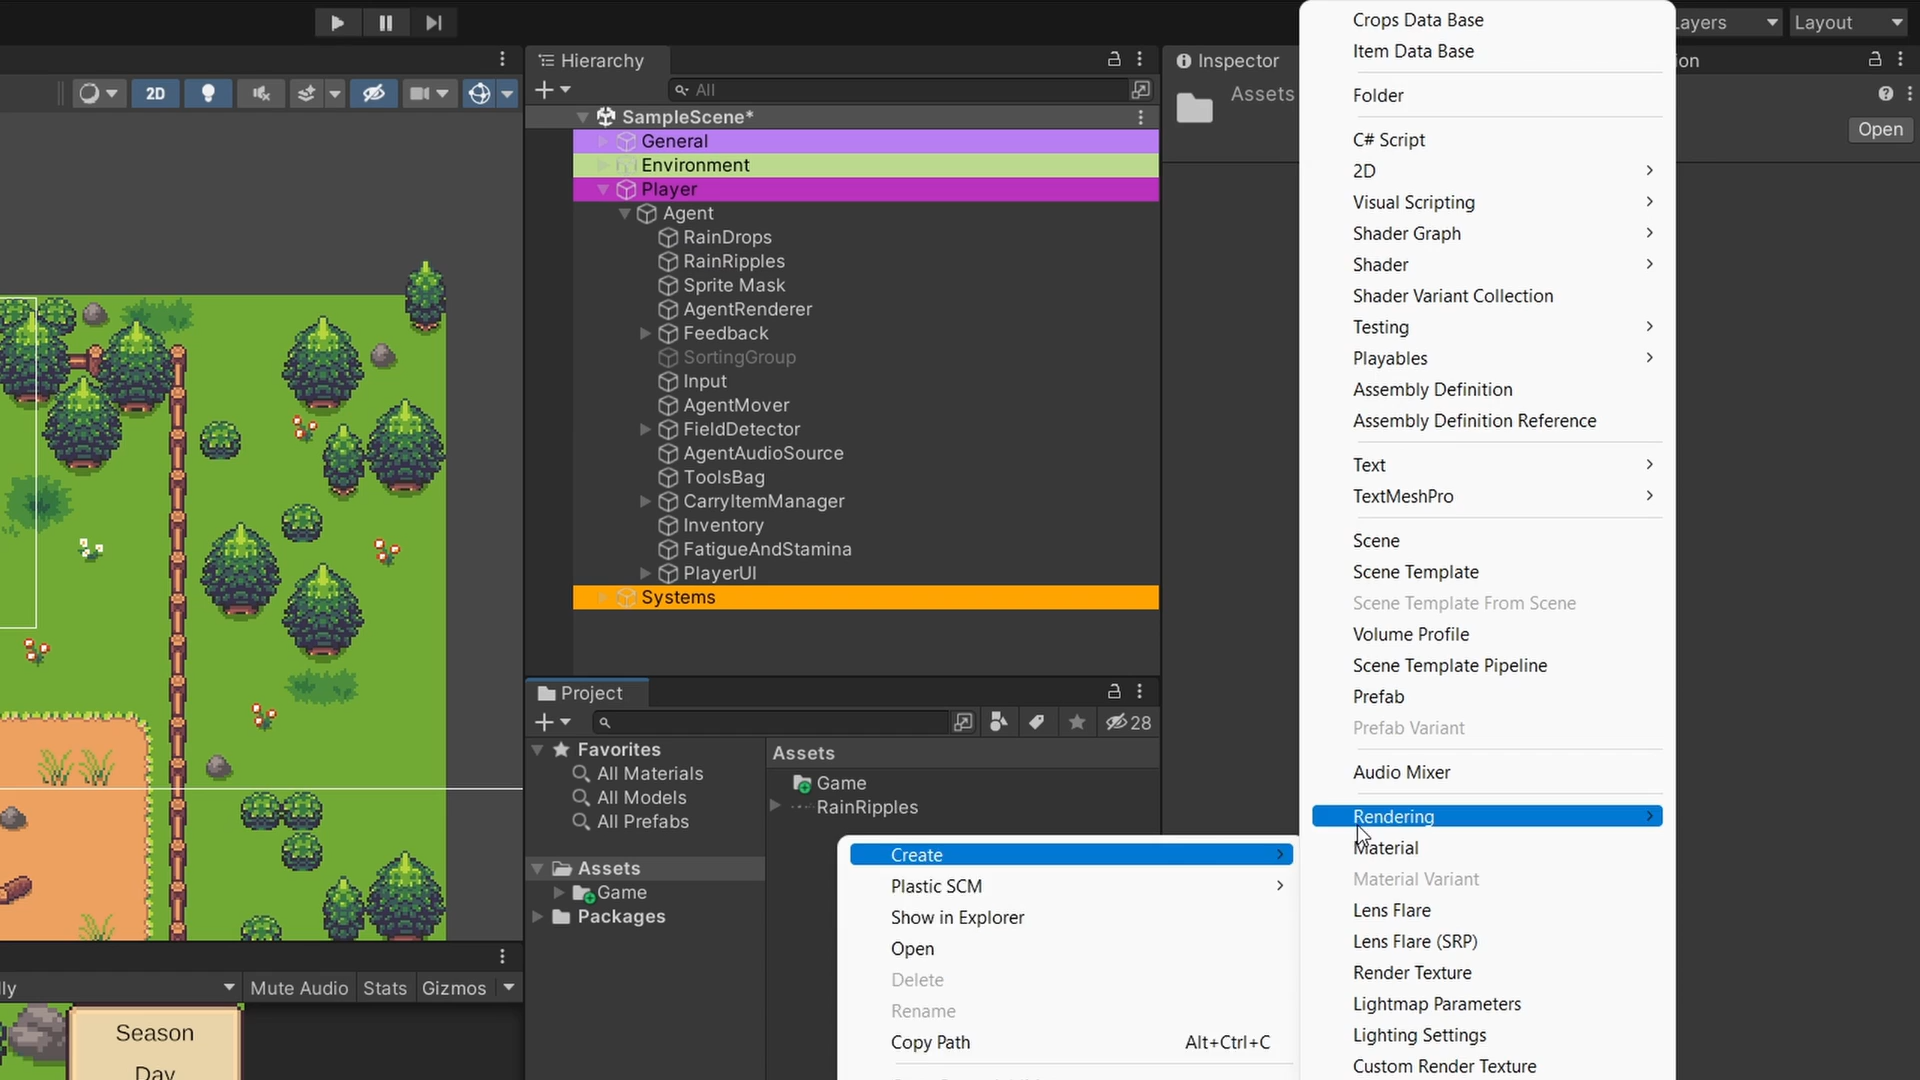 Layers
Layout
2D
Hierarchy
All
SampleScene*
General
Environment
Player
Agent
RainDrops
RainRipples
Sprite Mask
AgentRenderer
Feedback
SortingGroup
Input
AgentMover
FieldDetector
AgentAudioSource
ToolsBag
CarryItemManager
Inventory
FatigueAndStamina
PlayerUI
Systems
Inspector
ion
Assets
Open
Project
28
Favorites
All Materials
All Models
All Prefabs
Assets
Game
Packages
Assets
Game
RainRipples
Create
Plastic SCM
Show in Explorer
Open
Delete
Rename
Copy Path Alt+Ctrl+C
Crops Data Base
Item Data Base
Folder
C# Script
2D
Visual Scripting
Shader Graph
Shader
Shader Variant Collection
Testing
Playables
Assembly Definition
Assembly Definition Reference
Text
TextMeshPro
Scene
Scene Template
Scene Template From Scene
Volume Profile
Scene Template Pipeline
Prefab
Prefab Variant
Audio Mixer
Rendering
Material
Material Variant
Lens Flare
Lens Flare (SRP)
Render Texture
Lightmap Parameters
Lighting Settings
Custom Render Texture
lly
Mute Audio
Stats
Gizmos
Season
Day